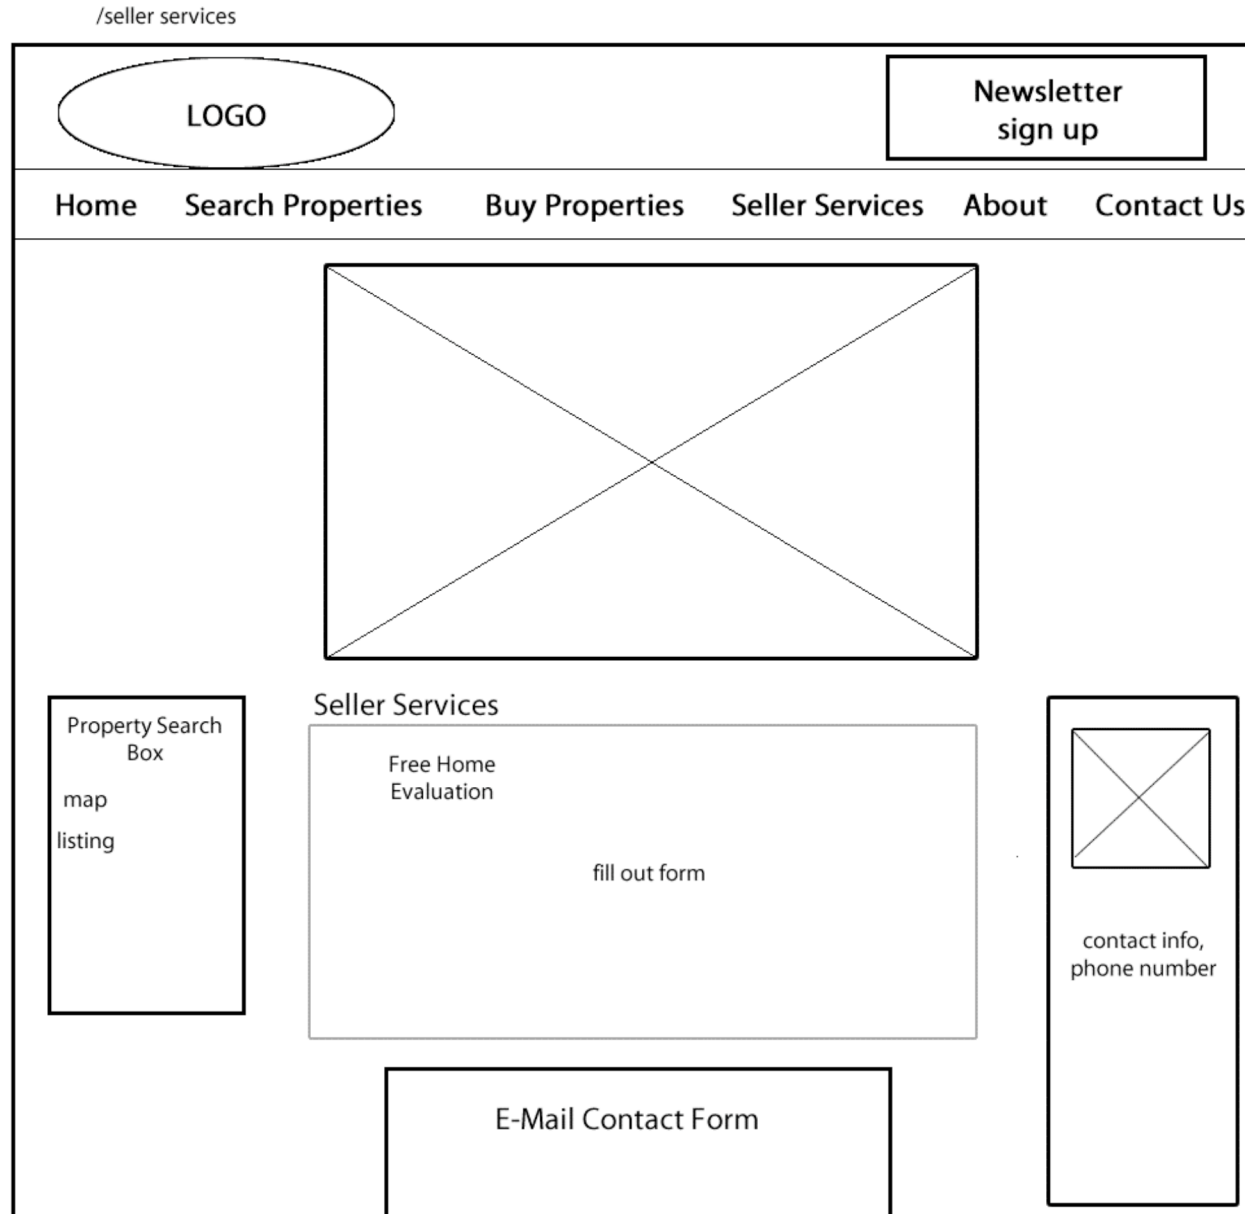 /seller services
LOGO
Newsletter
sign up
Home Search Properties Buy Properties Seller Services About Contact Us
Property Search
Box
map
listing
Seller Services
Free Home
Evaluation
fill out form
contact info,
phone number
E-Mail Contact Form